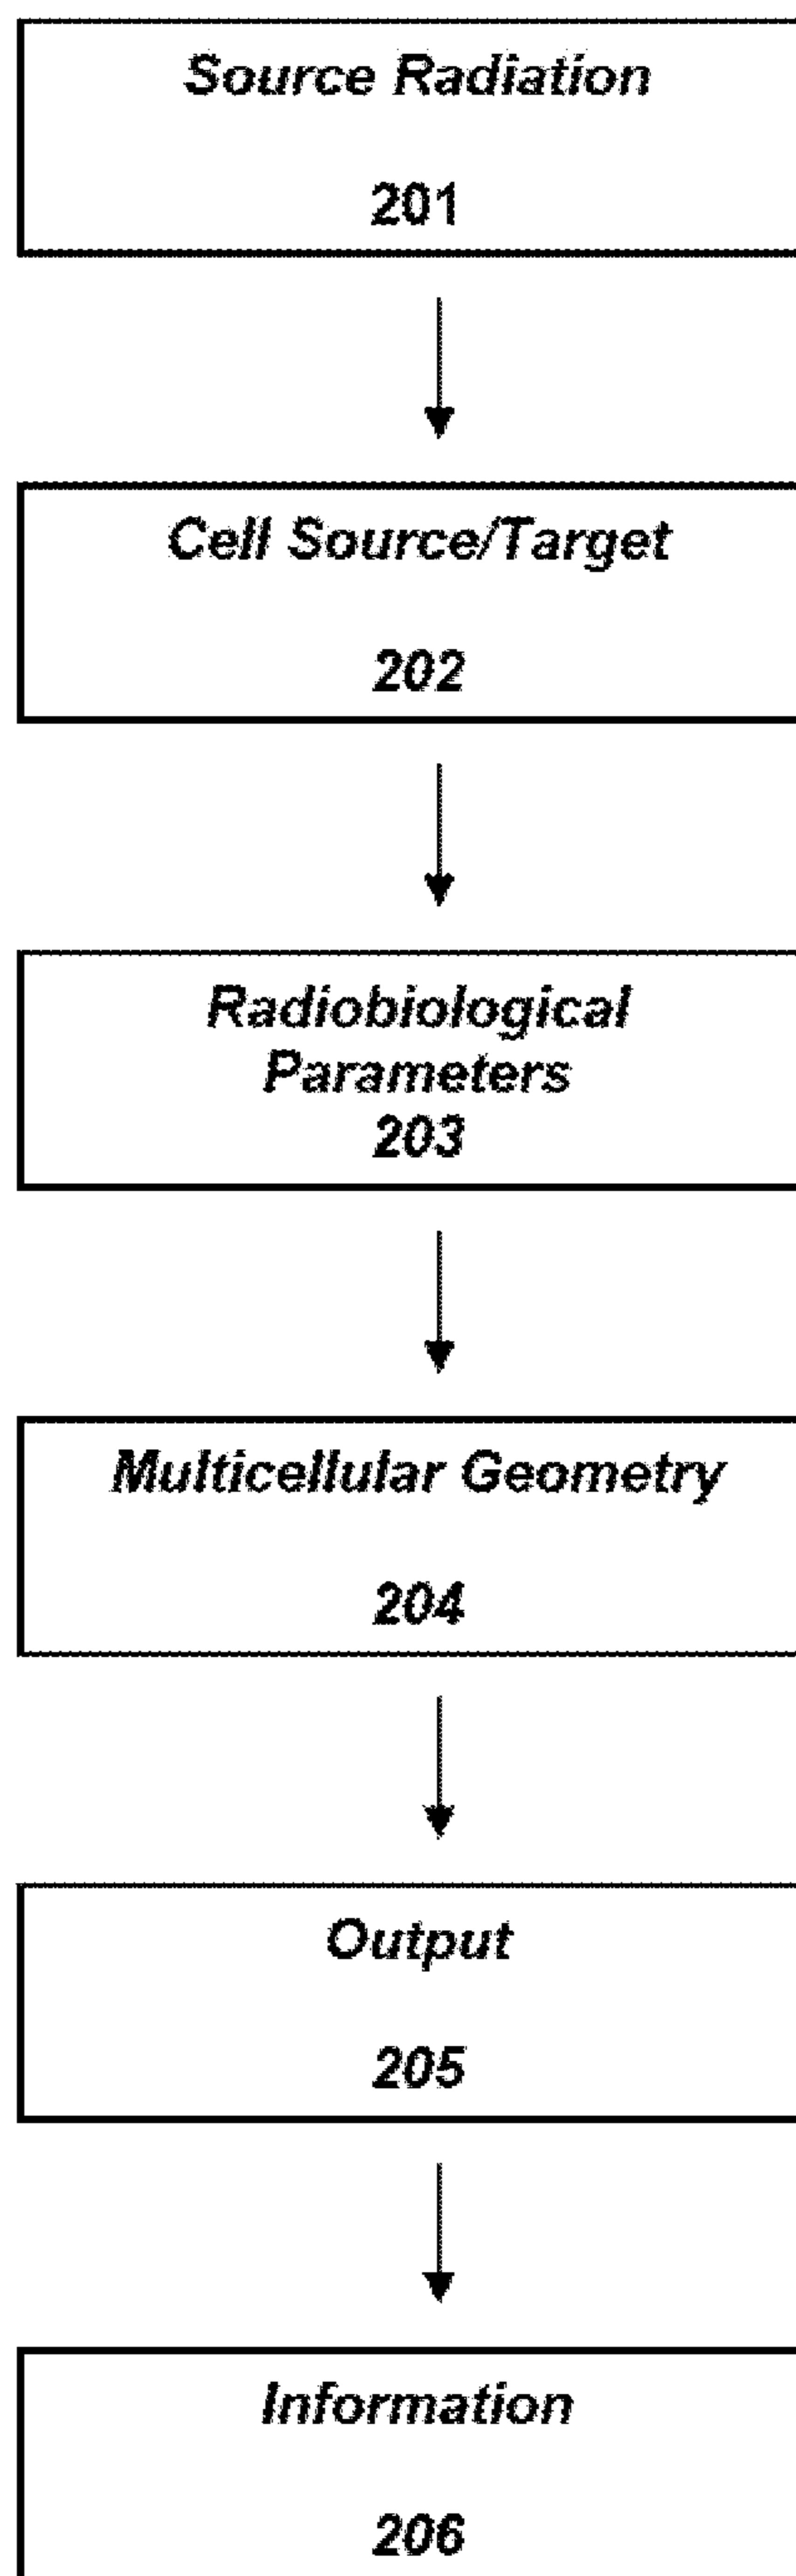 Source Radiation
201
Cell Source/Target
202
Radiobiological
Parameters
203
Multicellular Geometry
204
Output
205
Information
206